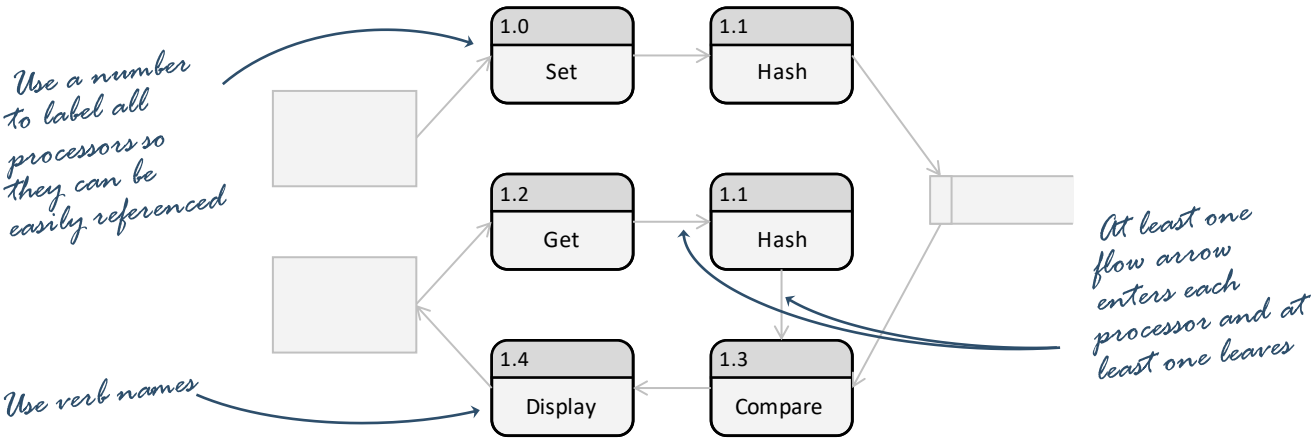 1.0
Set
1.1
Hash
Use a number
to label all
processors so
they can be
easily referenced
1.2
Get
1.1
Hash
At least one
flow arrow
enters each
processor and at
least one leaves
1.4
Display
1.3
Compare
Use verb names